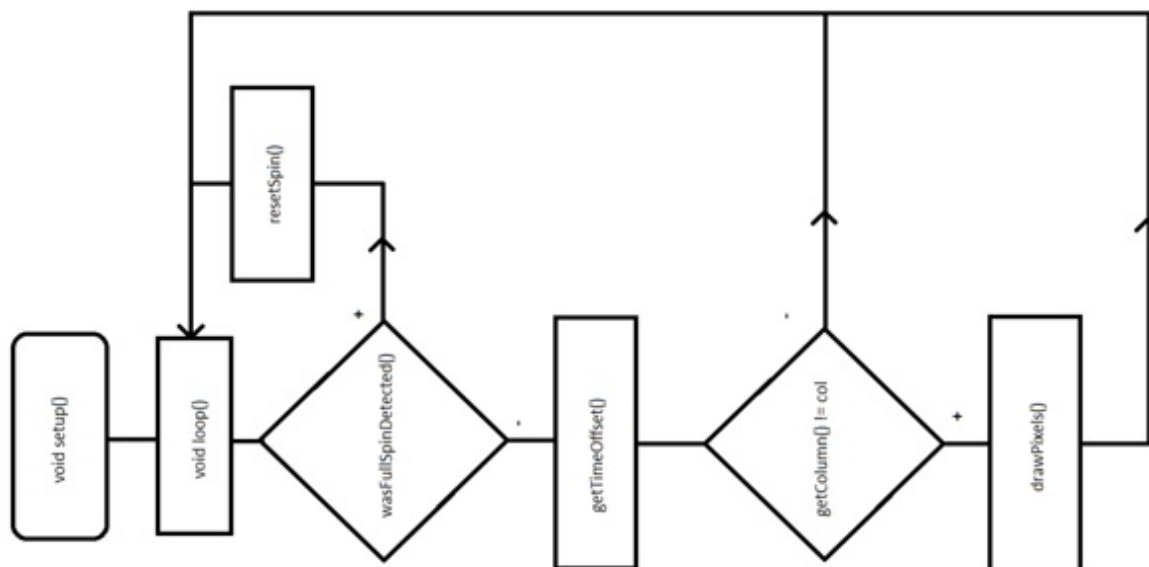 void setup()
void loop()
resetSpin()
+
wasFullSpinDetected()
-
getTimeOffset()
-
getColumn() != col
+
drawPixels()